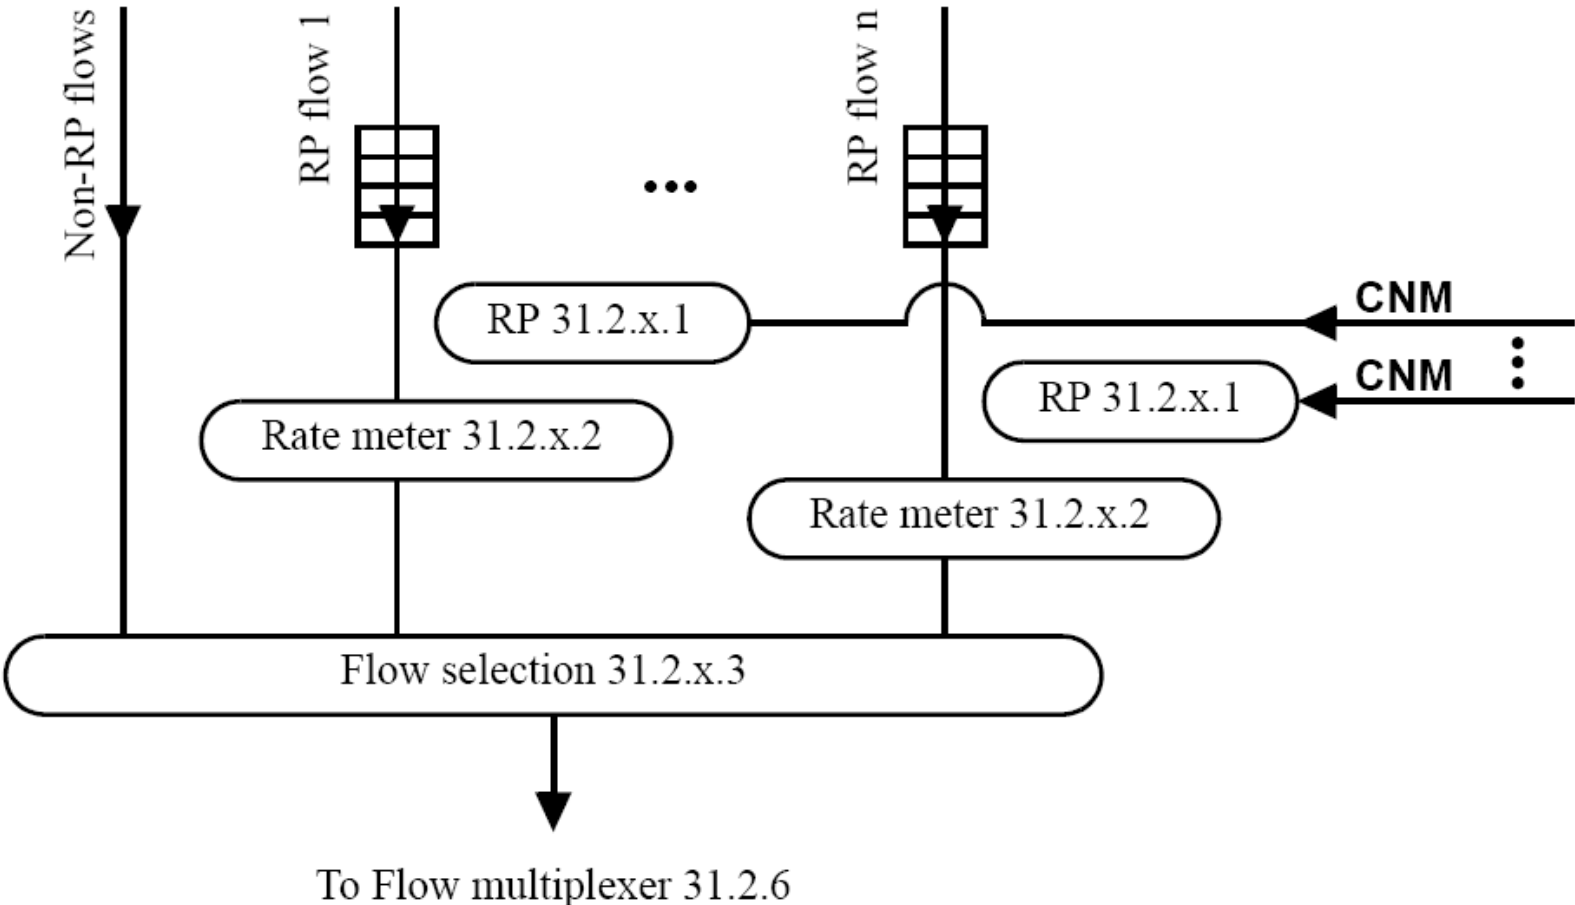 Non-RP flows
RP flow 1
RP flow n
•••
RP 31.2.x.1
CNM
CNM
RP 31.2.x.1
Rate meter 31.2.x.2
Rate meter 31.2.x.2
Flow selection 31.2.x.3
To Flow multiplexer 31.2.6